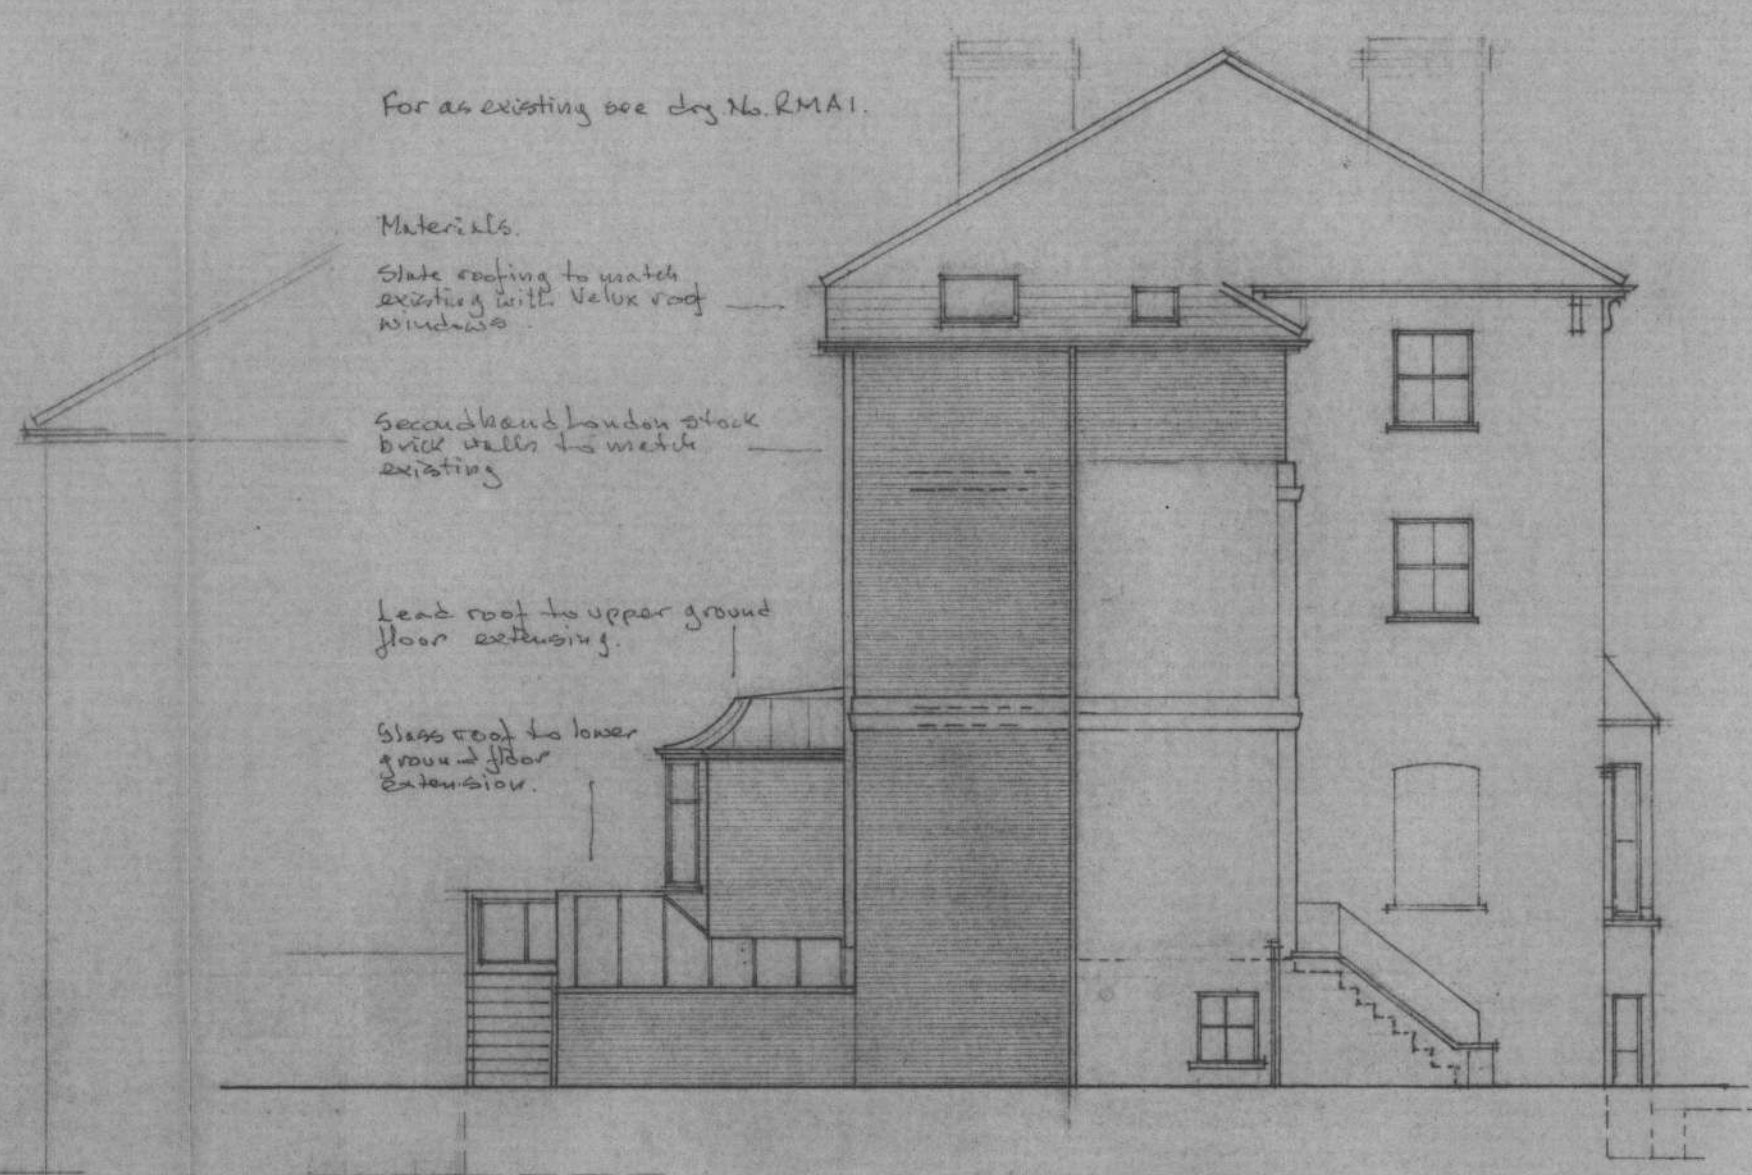 For as existing see drg. No. RMA1.
Materials.
Slate roofing to match
existing with Velux roof
windows.
Secondhand London stock
brick walls to match
existing
Lead roof to upper ground
floor extensing.
Glass roof to lower
ground floor
extension.